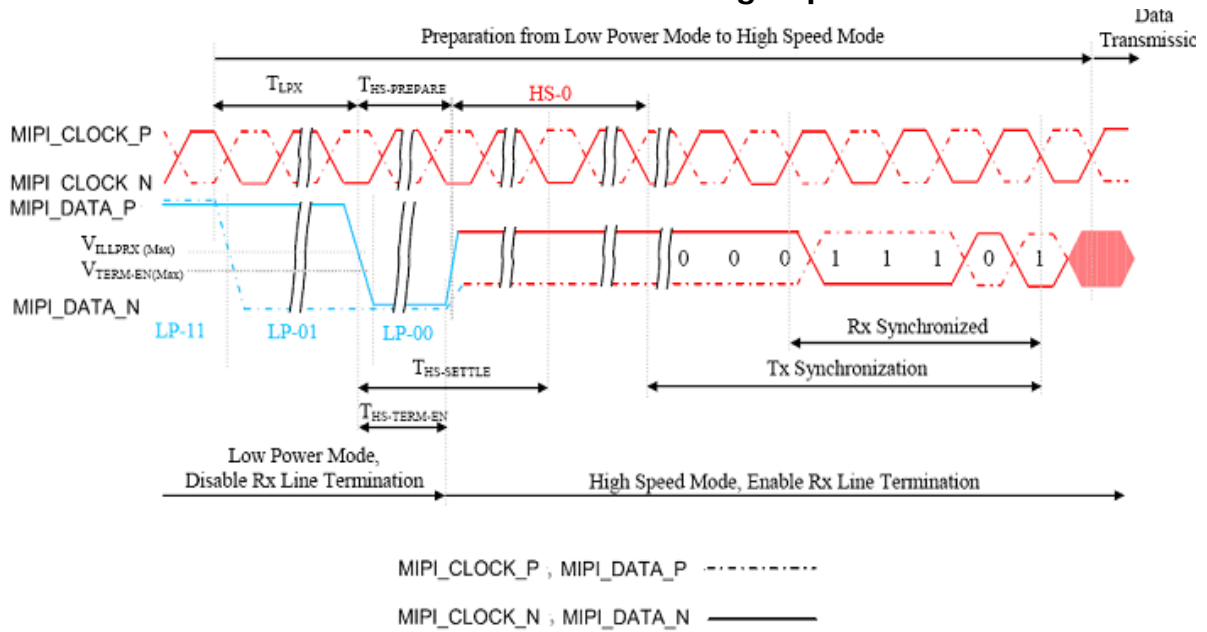 Data
Preparation from Low Power Mode to High Speed Mode
Transmissic
TLPX
THS-PREPARE
HS-0
MIPI_CLOCK_P
MIPI CLOCK N
MIPI_DATA_P
VILLPRX (Max)
VTERM-EN(Max)
0 0 0 1 1 1 0 1
MIPI_DATA_N
LP-11 LP-01 LP-00
Rx Synchronized
THS-SETTLE
Tx Synchronization
THS-TERM-EN
Low Power Mode,
Disable Rx Line Termination
High Speed Mode, Enable Rx Line Termination
MIPI_CLOCK_P , MIPI_DATA_P
MIPI_CLOCK_N , MIPI_DATA_N